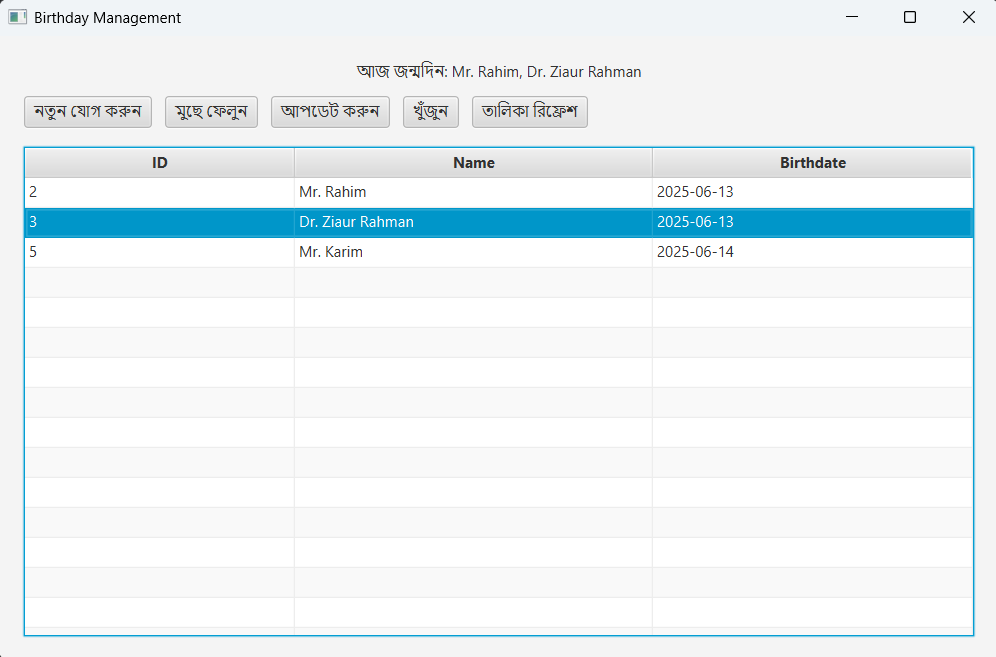 Birthday Management
আজ জন্মদিন: Mr. Rahim, Dr. Ziaur Rahman
নতুন যোগ করুন মুছে ফেলুন আপডেট করুন খুঁজুন তালিকা রিফ্রেশ
ID Name Birthdate
2 Mr. Rahim 2025-06-13
3 Dr. Ziaur Rahman 2025-06-13
5 Mr. Karim 2025-06-14